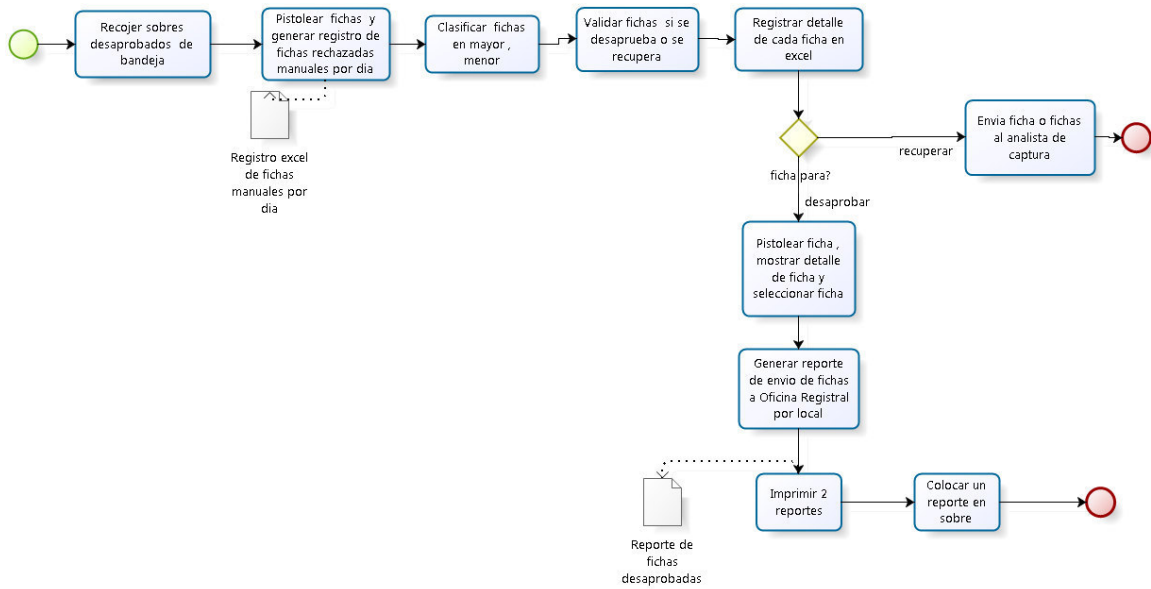 Recojer sobres
desaprobados de
bandeja
Pistolear fichas y
generar registro de
fichas rechazadas
manuales por dia
Clasificar fichas
en mayor ,
menor
Validar fichas si se
desaprueba o se
recupera
Registrar detalle
de cada ficha en
excel
Registro excel
de fichas
manuales por
dia
ficha para?
recuperar
Envia ficha o fichas
al analista de
captura
desaprobar
Pistolear ficha ,
mostrar detalle
de ficha y
seleccionar ficha
Generar reporte
de envio de fichas
a Oficina Registral
por local
Reporte de
fichas
desaprobadas
Imprimir 2
reportes
Colocar un
reporte en
sobre